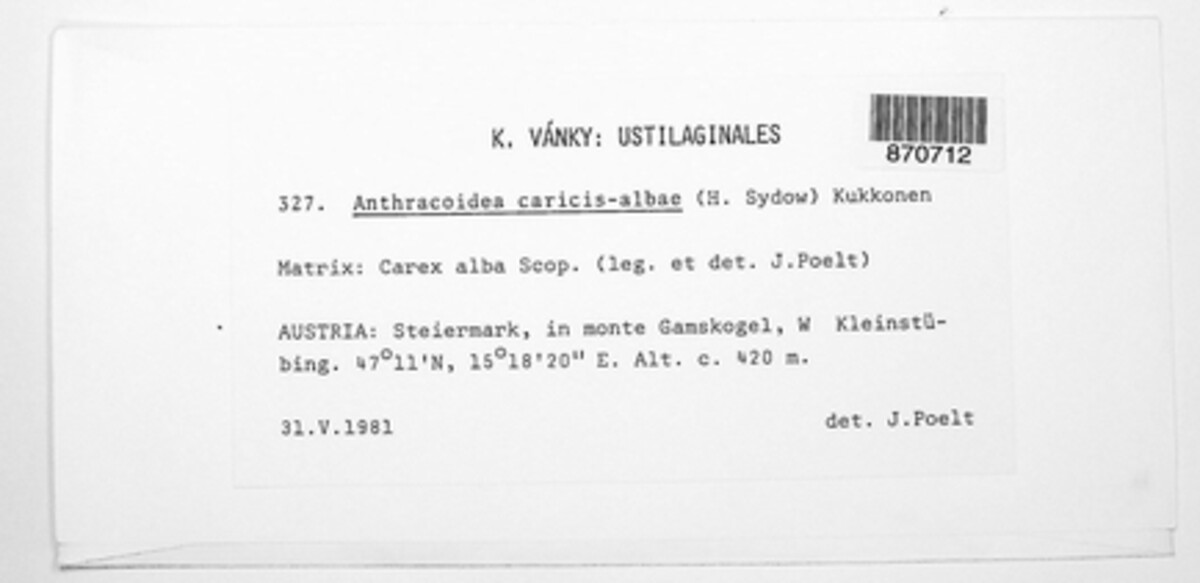 K. VÁNKY: USTILAGINALES
870712
327. Anthracoidea caricis-albae (H. Sydow) Kukkonen
Matrix: Carex alba Scop. (leg. et det. J.Poelt)
AUSTRIA: Steiermark, in monte Gamskogel, W Kleinstü-
bing. 47°11'N, 15°18'20" E. Alt. c. 420 m.
31.V.1981
det. J.Poelt